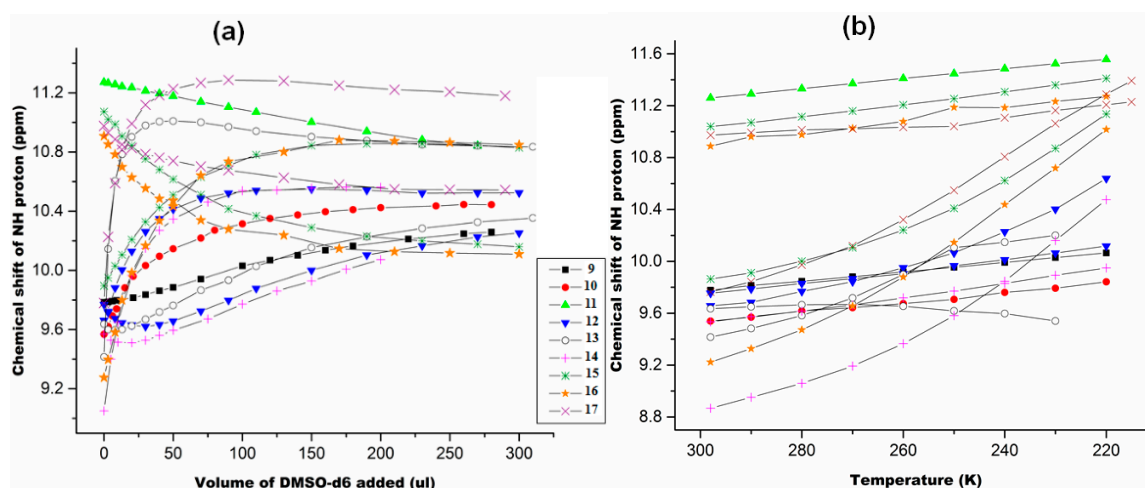 (a)
(b)
Chemical shift of NH proton (ppm)
11.2
10.8
10.4
10.0
9.6
9.2
0 50 100 150 200 250 300
Volume of DMSO-d6 added (ul)
9
10
11
12
13
14
15
16
17
Chemical shift of NH proton (ppm)
11.6
11.2
10.8
10.4
10.0
9.6
9.2
8.8
300 280 260 240 220
Temperature (K)